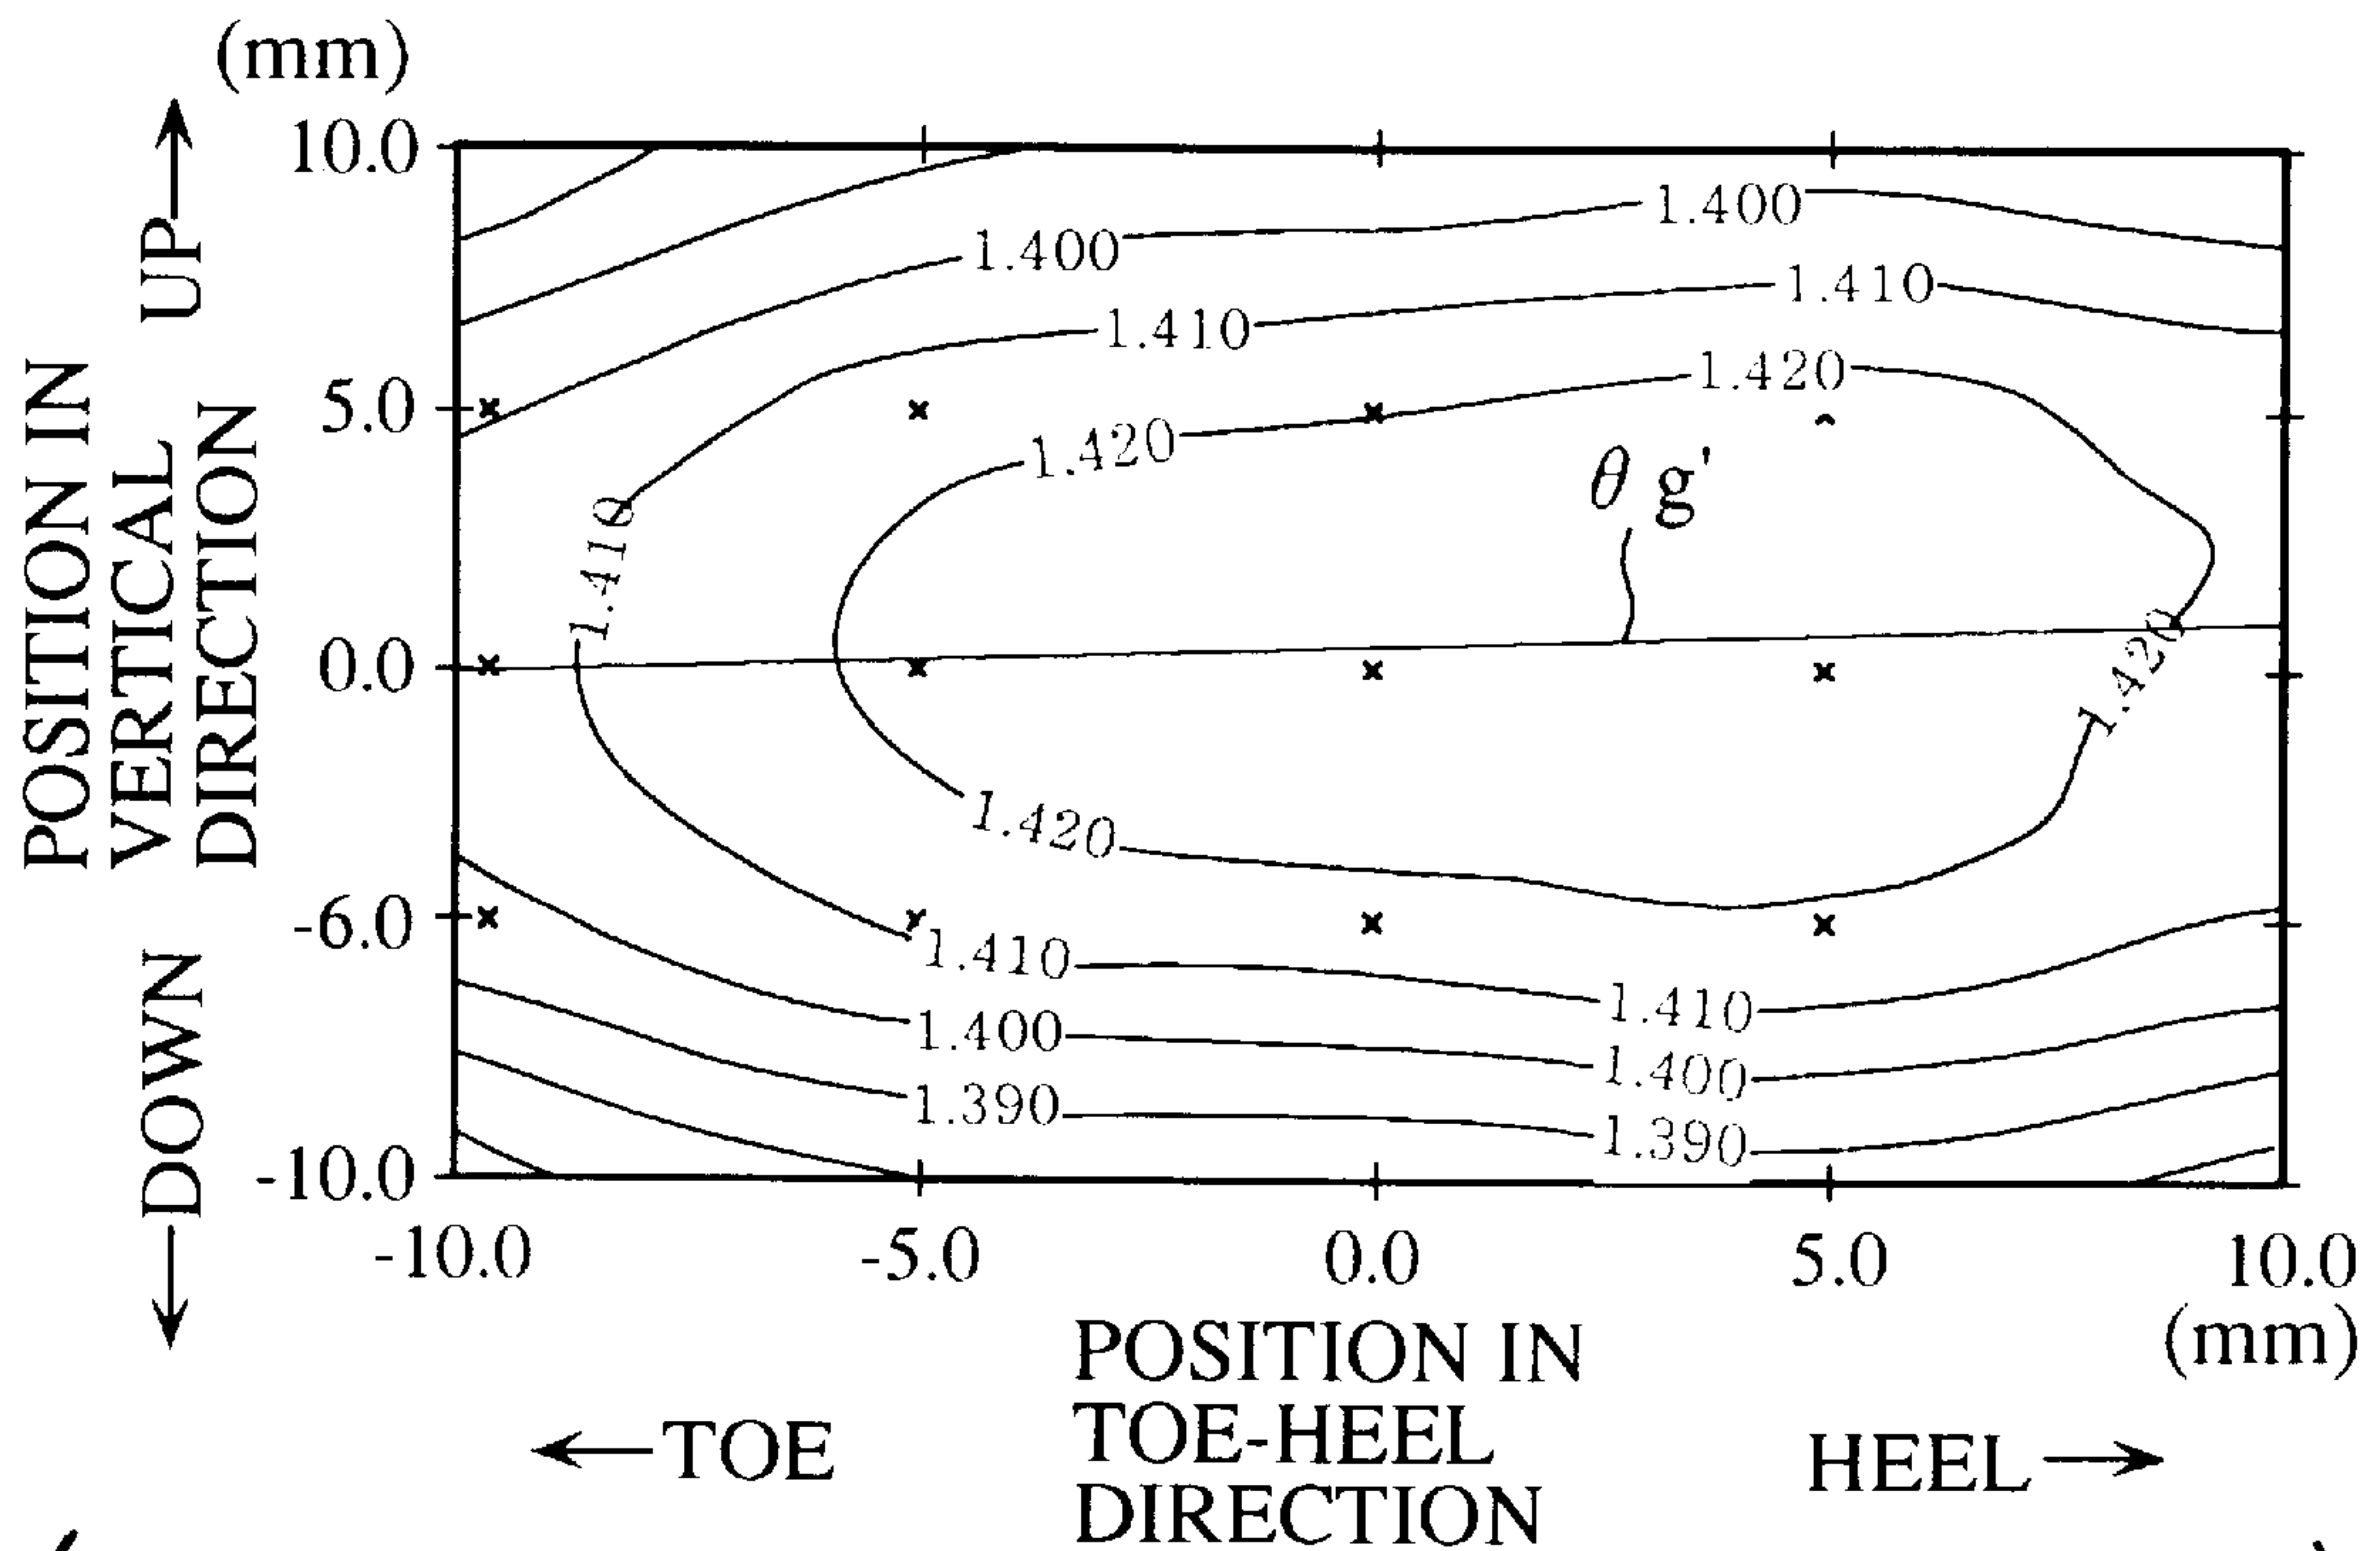 (mm)
10.0
5.0
0.0
-6.0
-10.0
UP
POSITION IN
VERTICAL
DIRECTION
DOWN
1.400
1.400
1.410
1.410
1.420
1.420
θ g'
1.410
1.420
1.420
1.410
1.410
1.400
1.400
1.390
1.390
-10.0
-5.0
0.0
5.0
10.0
(mm)
POSITION IN
TOE-HEEL
DIRECTION
TOE
HEEL